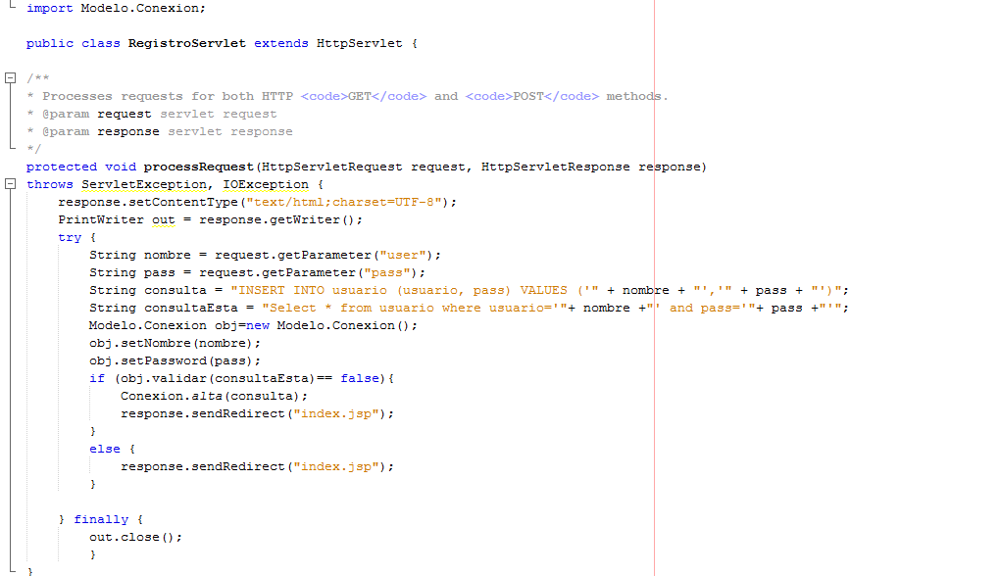 import Modelo.Conexion;
public class RegistroServlet extends HttpServlet {
/**
* Processes requests for both HTTP <code>GET</code> and <code>POST</code> methods.
* @param request servlet request
* @param response servlet response
*/
protected void processRequest(HttpServletRequest request, HttpServletResponse response)
throws ServletException, IOException {
response.setContentType("text/html;charset=UTF-8");
PrintWriter out = response.getWriter();
try {
String nombre = request.getParameter("user");
String pass = request.getParameter("pass");
String consulta = "INSERT INTO usuario (usuario, pass) VALUES ('" + nombre + "','" + pass + "')";
String consultaEsta = "Select * from usuario where usuario='"+ nombre +"' and pass='"+ pass +"'";
Modelo.Conexion obj=new Modelo.Conexion();
obj.setNombre(nombre);
obj.setPassword(pass);
if (obj.validar(consultaEsta)== false){
Conexion.alta(consulta);
response.sendRedirect("index.jsp");
}
else {
response.sendRedirect("index.jsp");
}
} finally {
out.close();
}
}